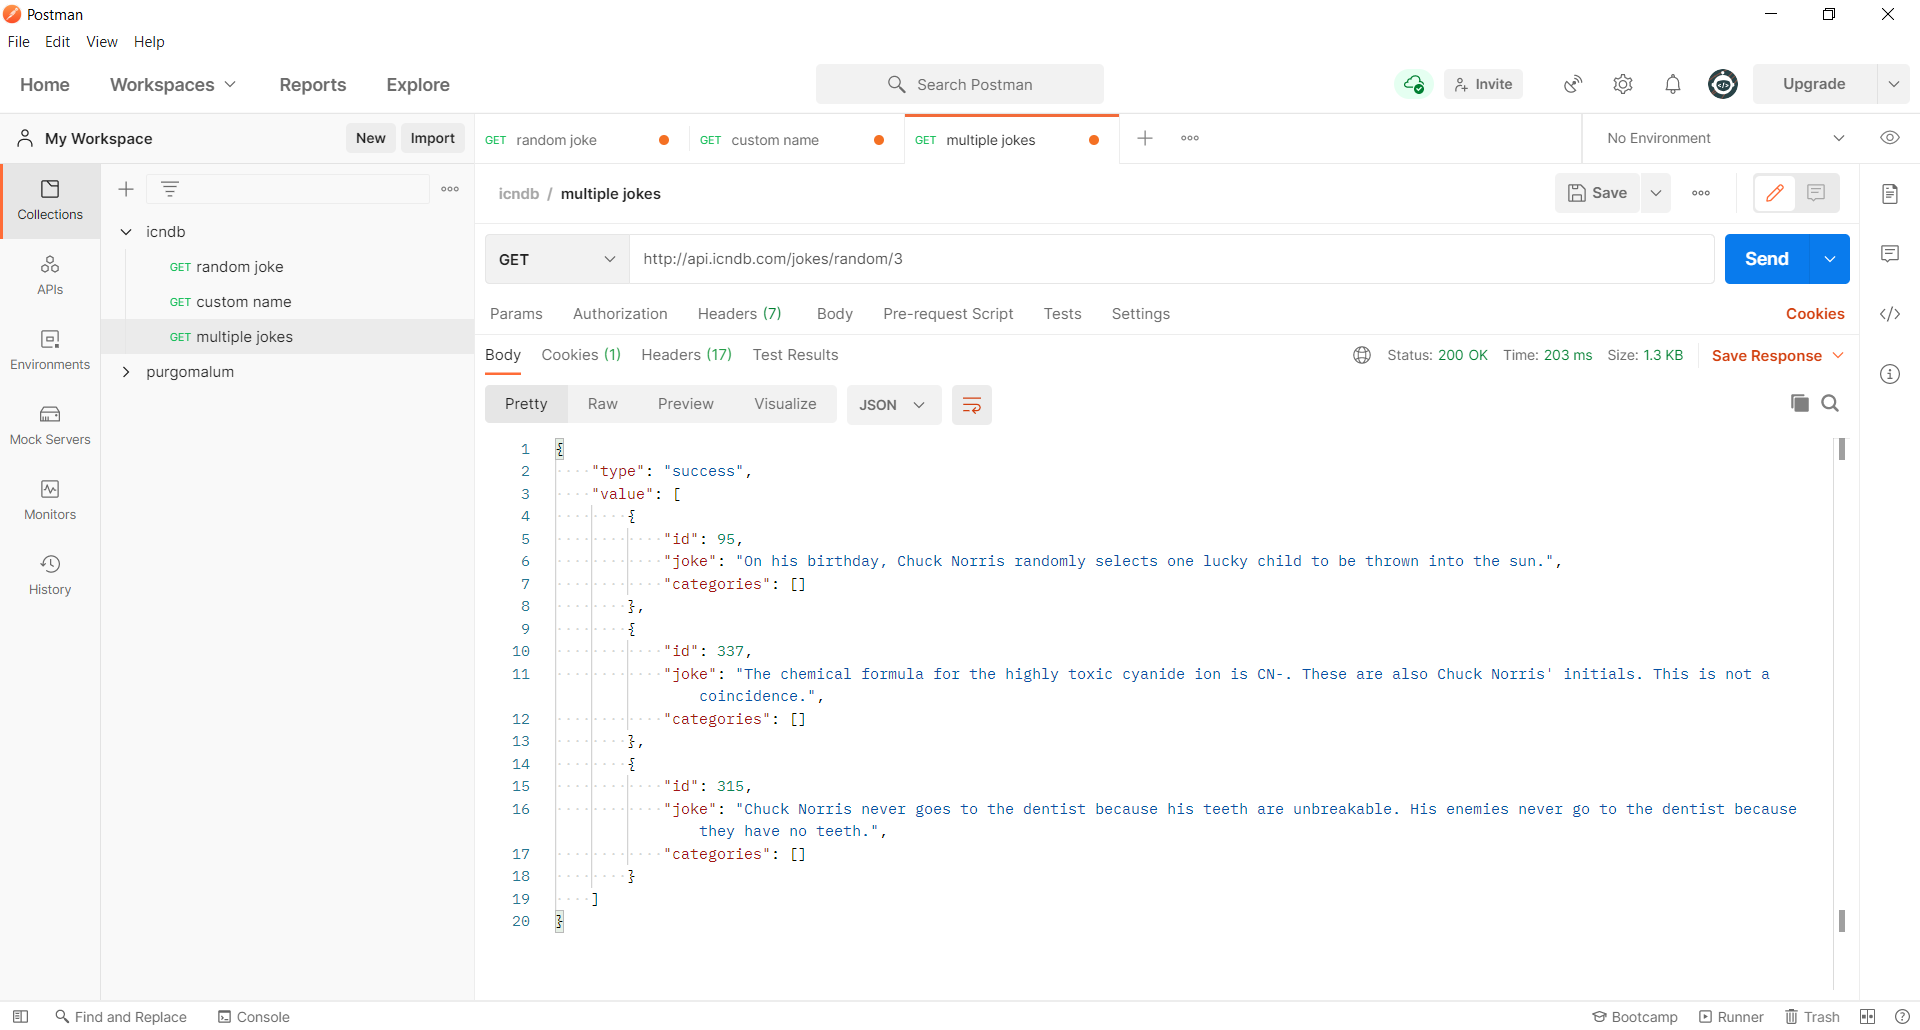 Postman
File Edit View Help
Home Workspaces Reports Explore Search Postman Invite Upgrade
My Workspace New Import GET random joke GET custom name GET multiple jokes No Environment
icndb / multiple jokes Save
Collections
icndb
GET random joke
GET custom name
GET multiple jokes
purgomalum
APIs
Environments
Mock Servers
Monitors
History
GET http://api.icndb.com/jokes/random/3 Send
Params Authorization Headers (7) Body Pre-request Script Tests Settings Cookies
Body Cookies (1) Headers (17) Test Results Status: 200 OK Time: 203 ms Size: 1.3 KB Save Response
Pretty Raw Preview Visualize JSON
1 {
2 "type": "success",
3 "value": [
4 {
5 "id": 95,
6 "joke": "On his birthday, Chuck Norris randomly selects one lucky child to be thrown into the sun.",
7 "categories": []
8 },
9 {
10 "id": 337,
11 "joke": "The chemical formula for the highly toxic cyanide ion is CN-. These are also Chuck Norris' initials. This is not a
coincidence.",
12 "categories": []
13 },
14 {
15 "id": 315,
16 "joke": "Chuck Norris never goes to the dentist because his teeth are unbreakable. His enemies never go to the dentist because
they have no teeth.",
17 "categories": []
18 }
19 ]
20 }
Find and Replace Console Bootcamp Runner Trash